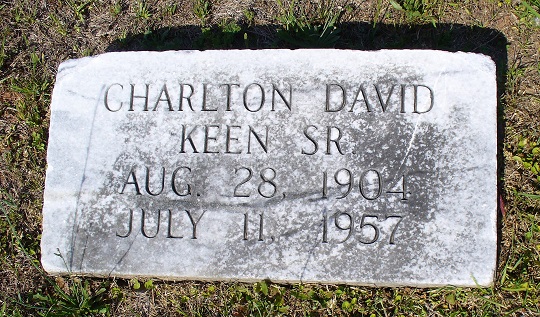 CHARLTON DAVID
KEEN SR
AUG. 28, 1904
JULY 11, 1957